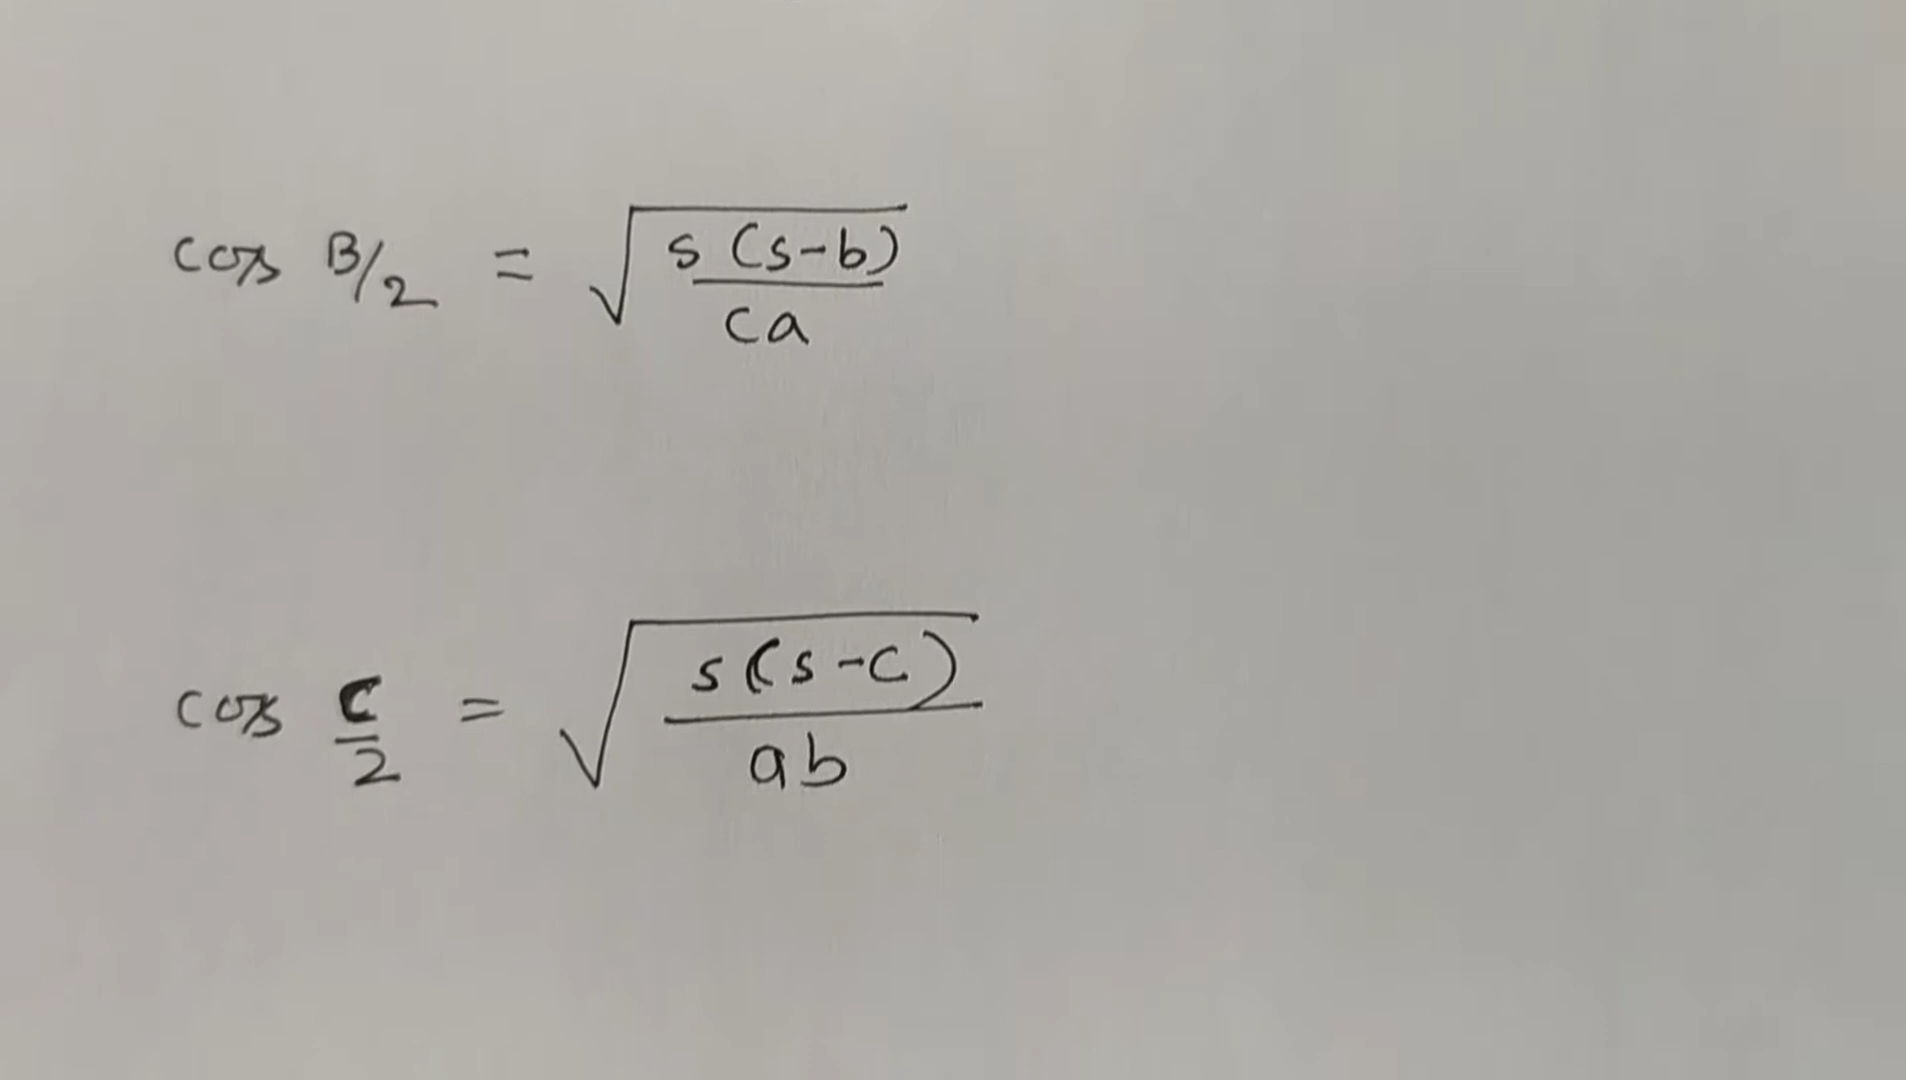 cos B/2 = √(s(s-b)/ca)
cos C/2 = √(s(s-c)/ab)